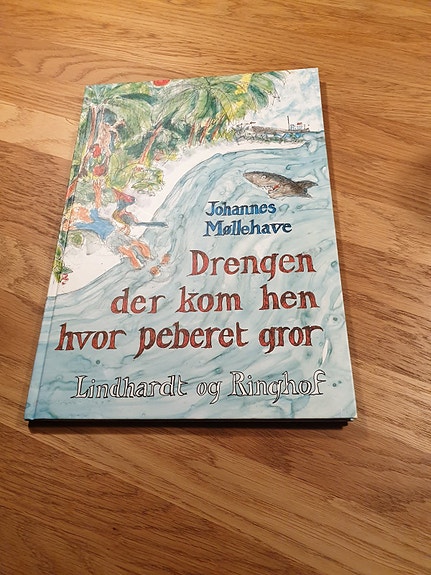 Johannes
Møllehave
Drengen
der kom hen
hvor peberet gror
Lindhardt og Ringhof